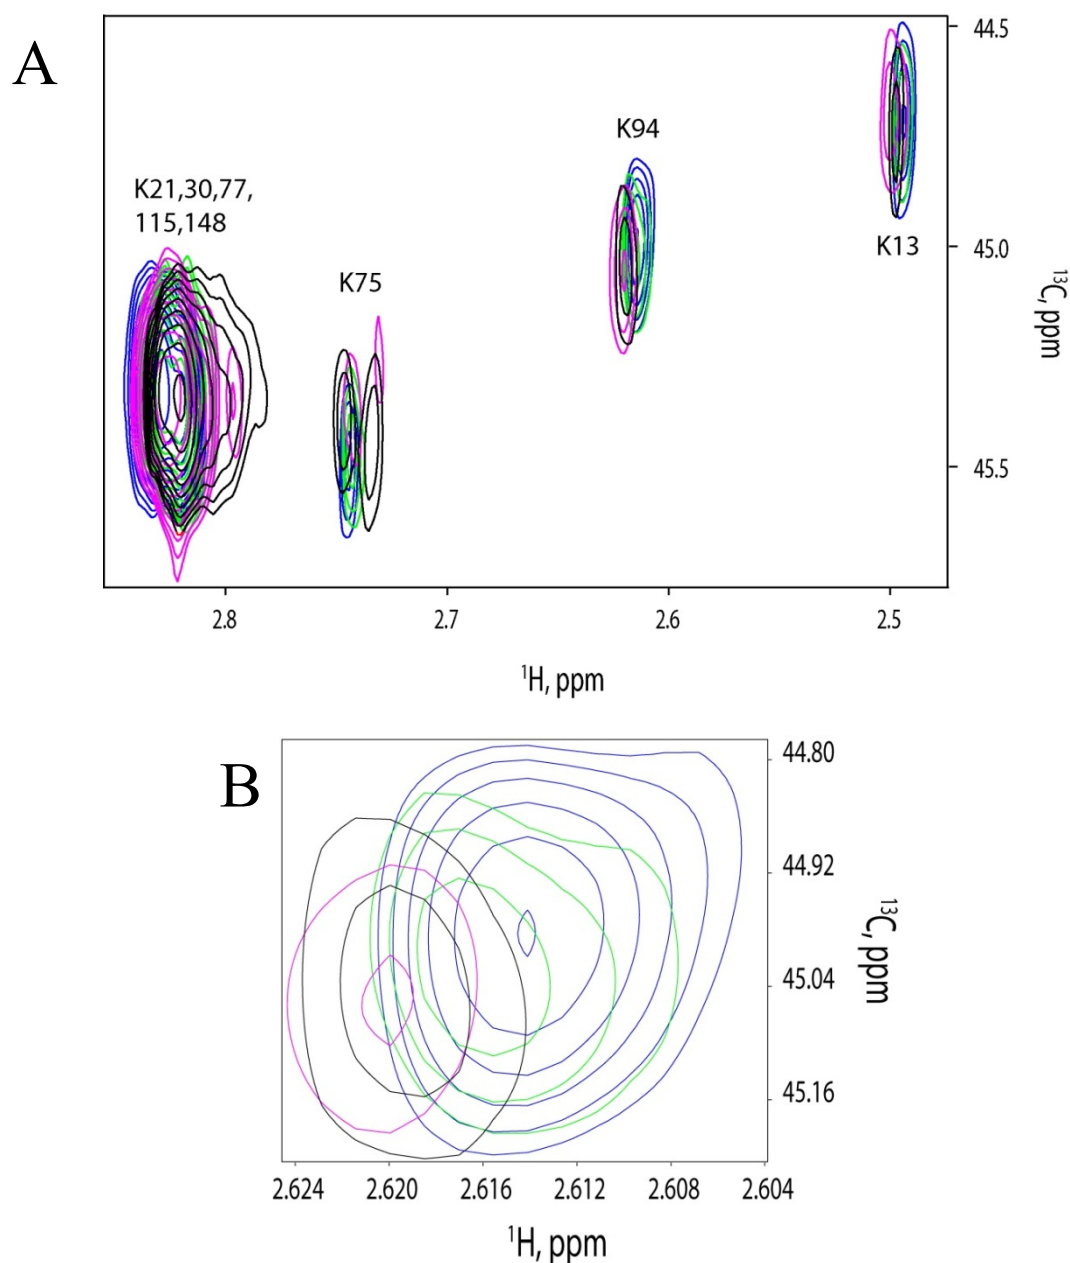 A
44.5
K94
K21,30,77,
115,148
K13
45.0
K75
¹³C, ppm
45.5
2.8 2.7 2.6 2.5
¹H, ppm
B
44.80
44.92
¹³C, ppm
45.04
45.16
2.624 2.620 2.616 2.612 2.608 2.604
¹H, ppm